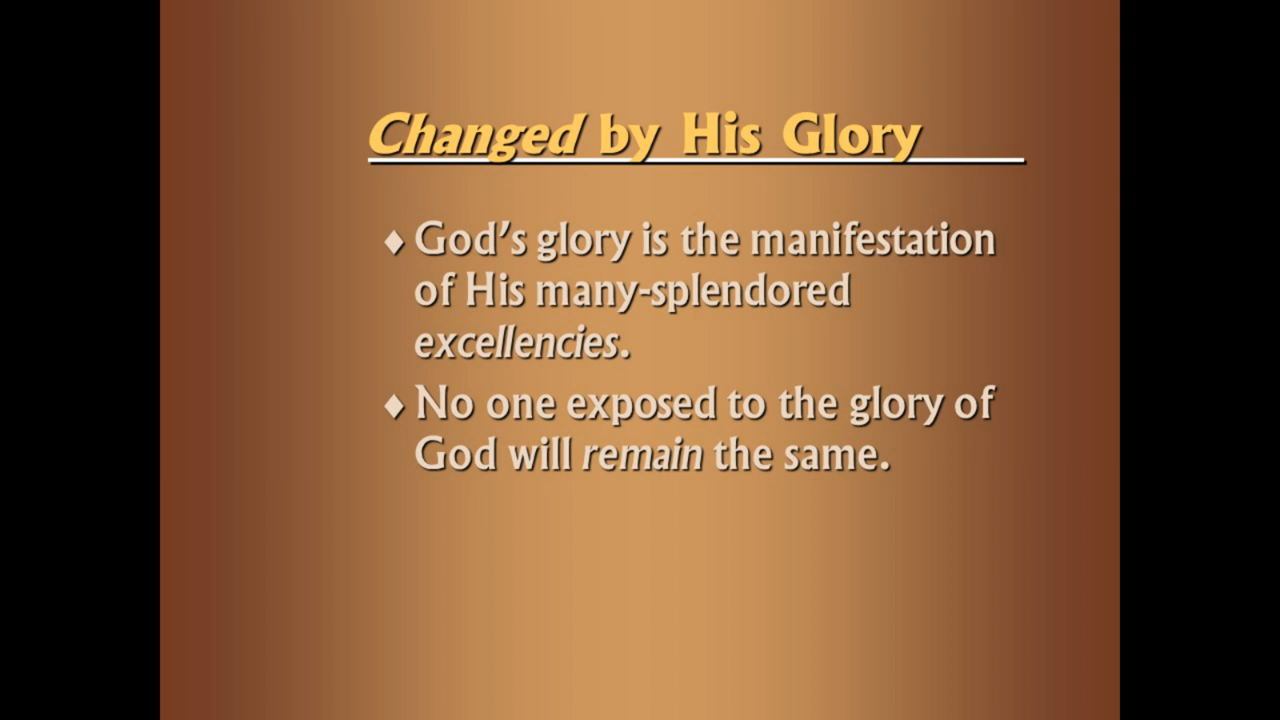 Changed by His Glory
♦ God's glory is the manifestation
of His many-splendored
excellencies.
♦ No one exposed to the glory of
God will remain the same.